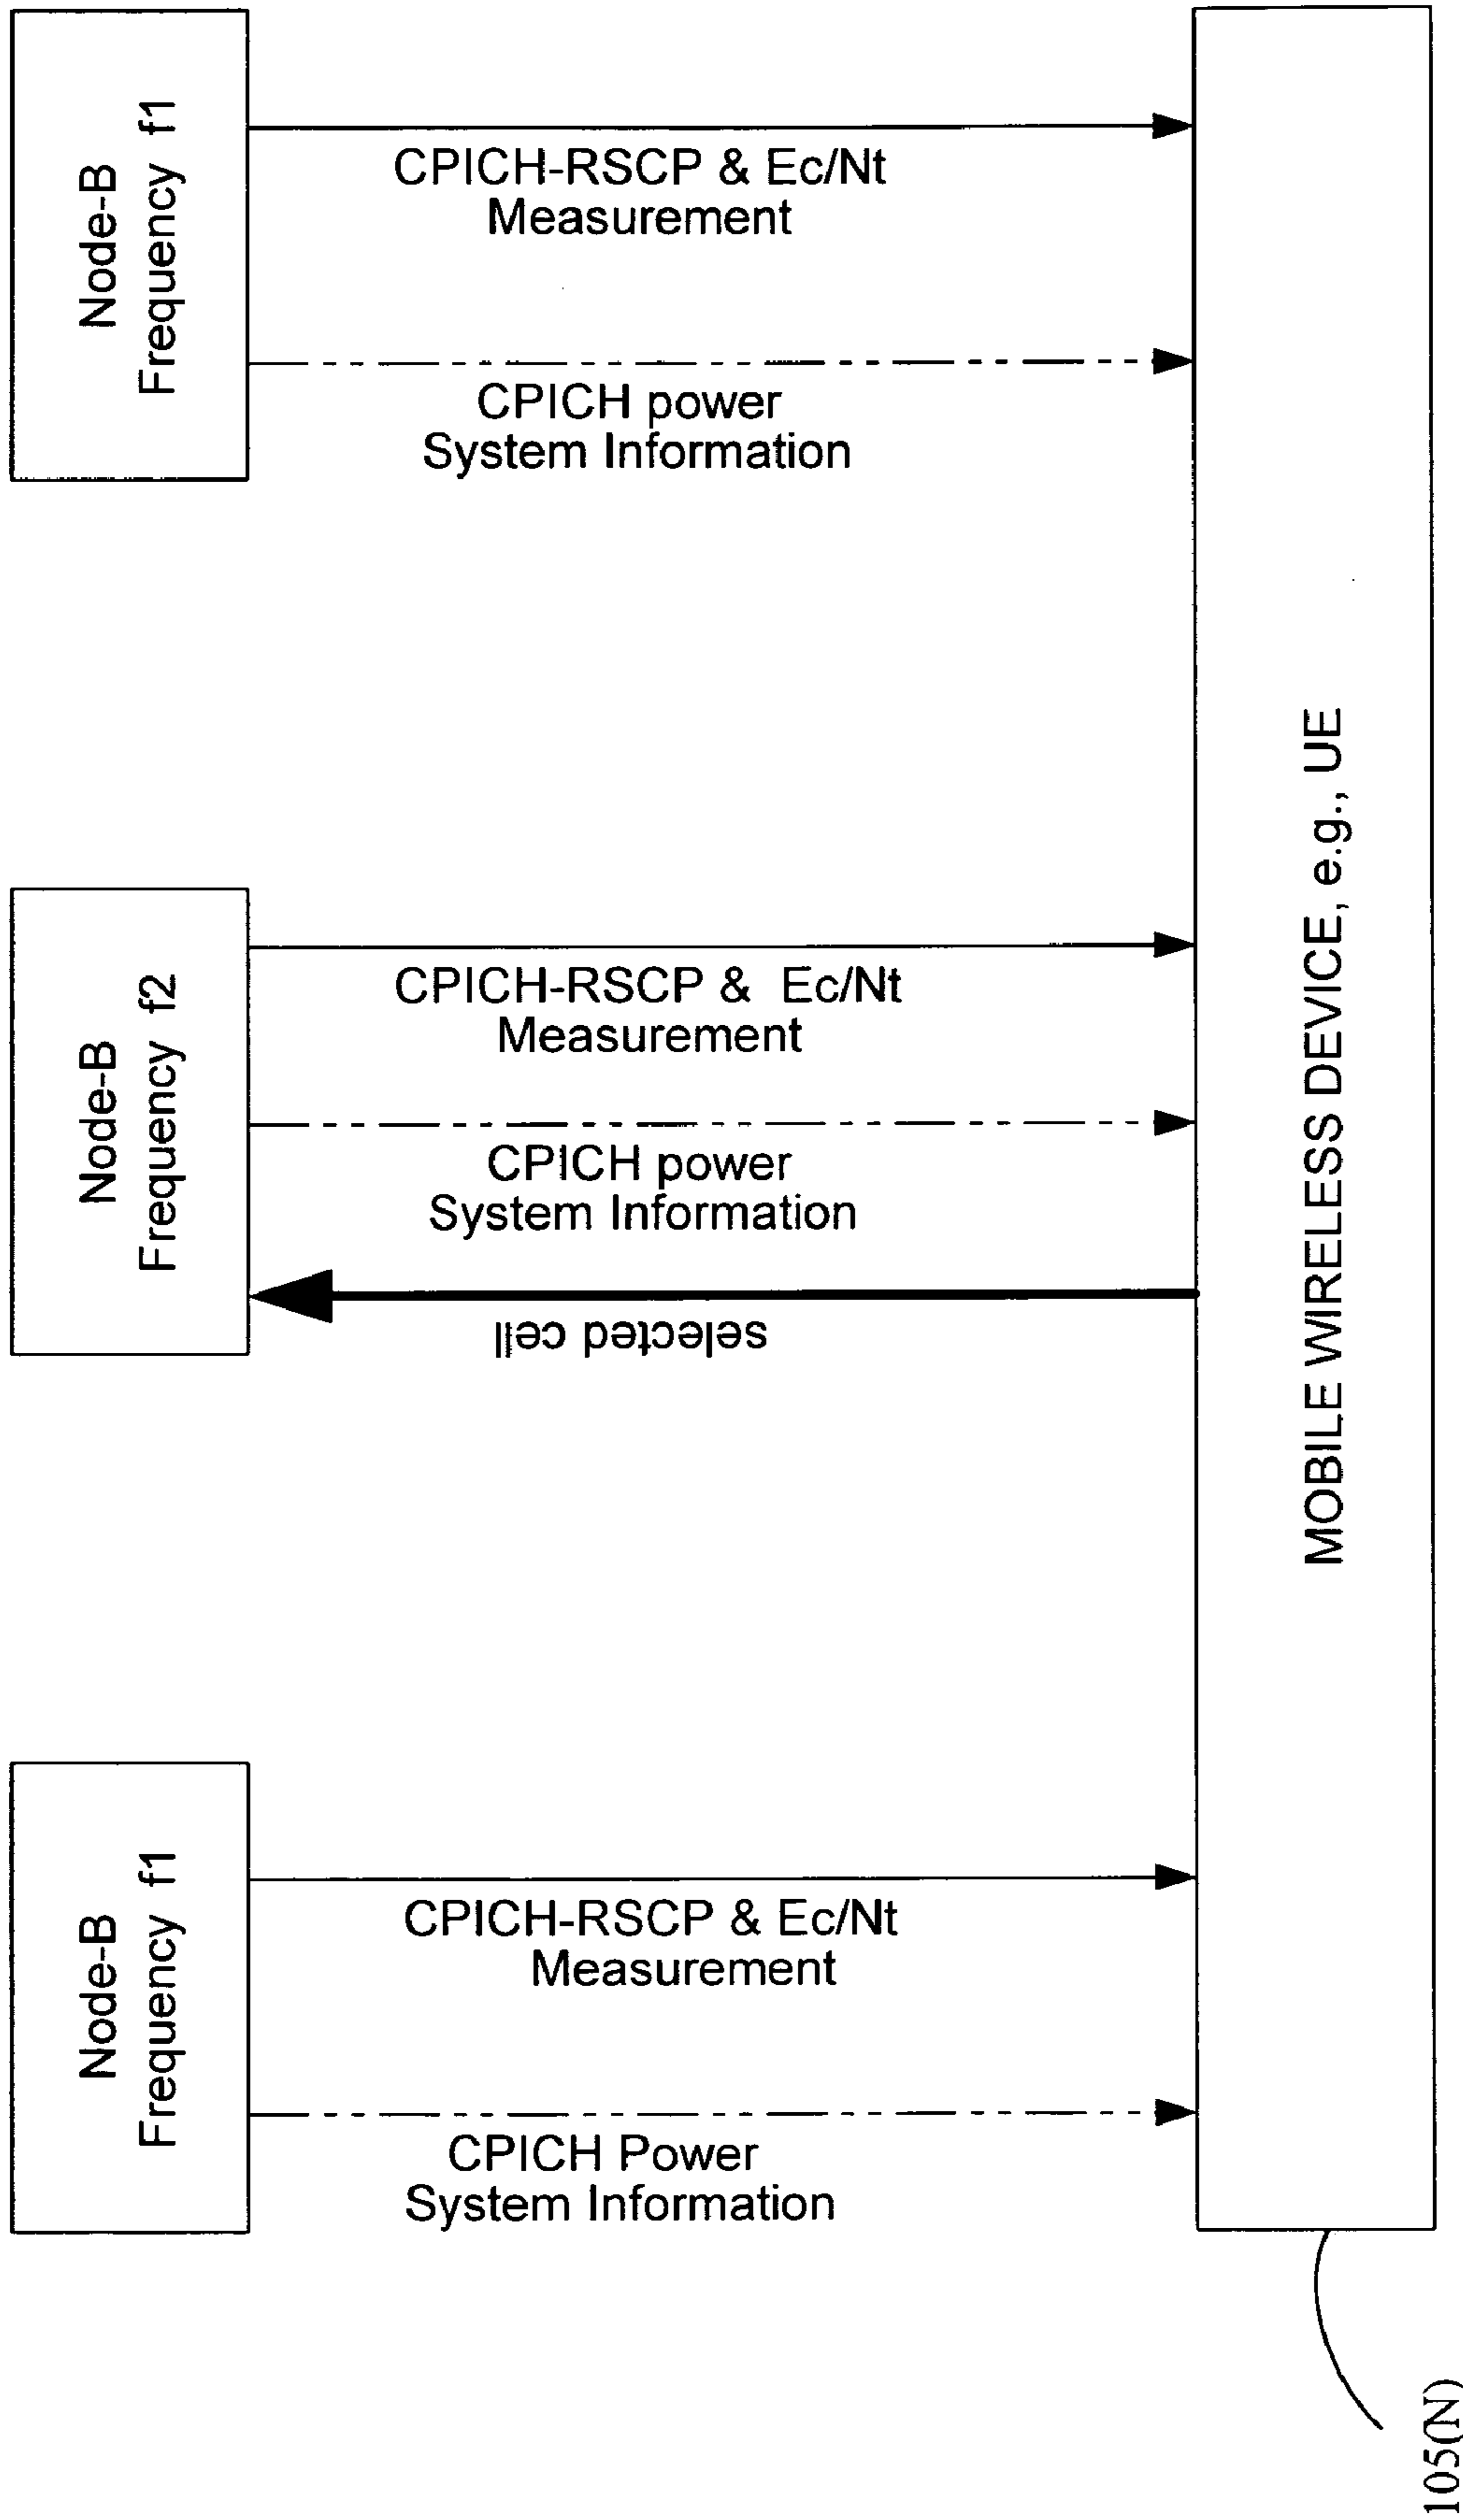 Node-B
Frequency f1
CPICH-RSCP & Ec/Nt
Measurement
CPICH power
System Information
Node-B
Frequency f2
CPICH-RSCP & Ec/Nt
Measurement
CPICH power
System Information
selected cell
Node-B
Frequency f1
CPICH-RSCP & Ec/Nt
Measurement
CPICH Power
System Information
MOBILE WIRELESS DEVICE, e.g., UE
105(N)